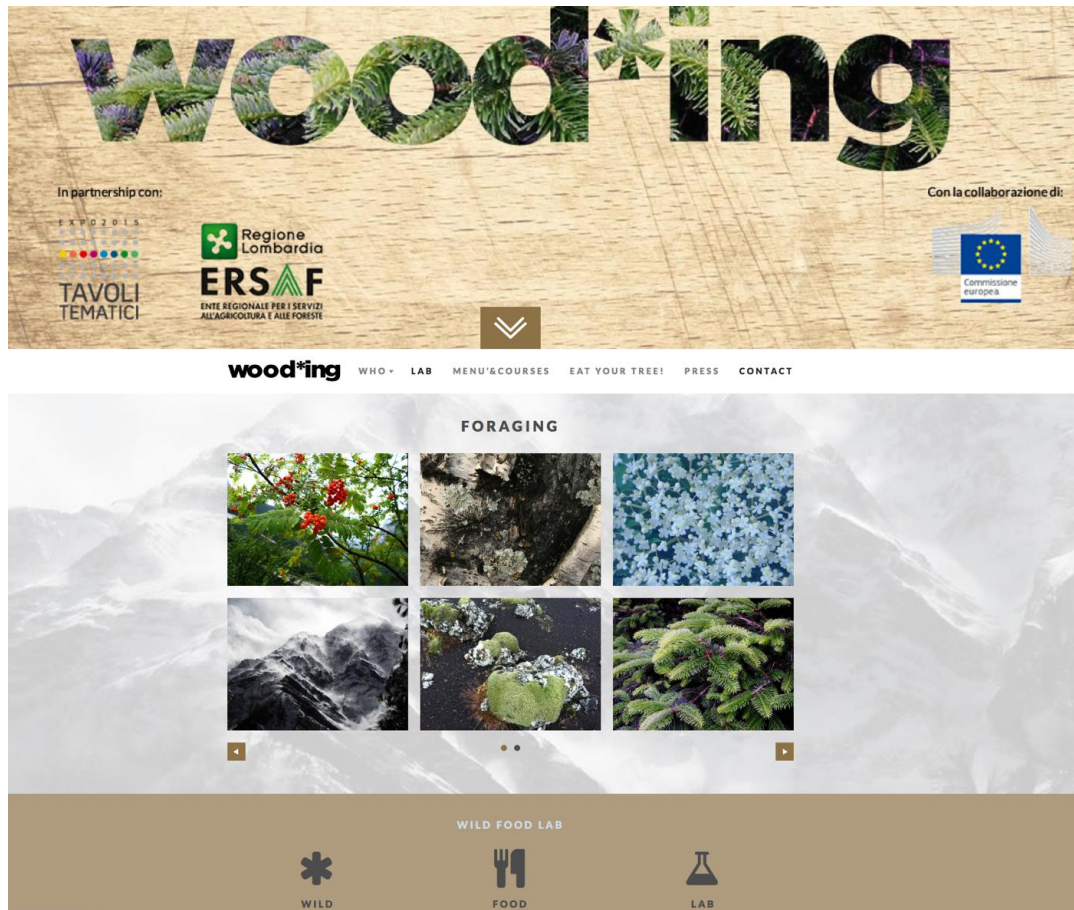 wood*ing
In partnership con:
Con la collaborazione di:
EXPO2015
TAVOLI
TEMATICI
Regione
Lombardia
ERSAF
ENTE REGIONALE PER I SERVIZI
ALL'AGRICOLTURA E ALLE FORESTE
Commissione
europea
wood*ing WHO LAB MENU'&COURSES EAT YOUR TREE! PRESS CONTACT
FORAGING
WILD FOOD LAB
WILD FOOD LAB